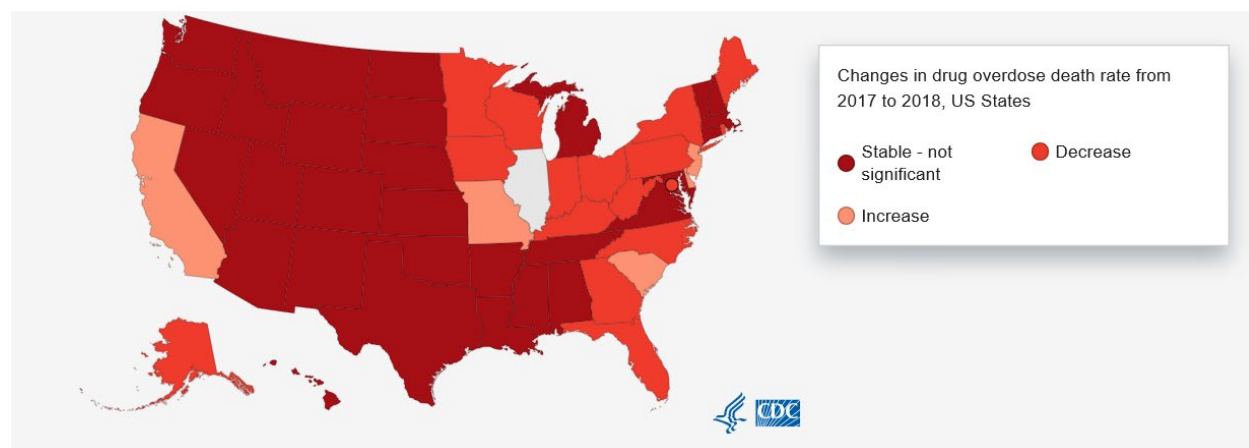 Changes in drug overdose death rate from
2017 to 2018, US States
Stable - not
significant
Decrease
Increase
CDC